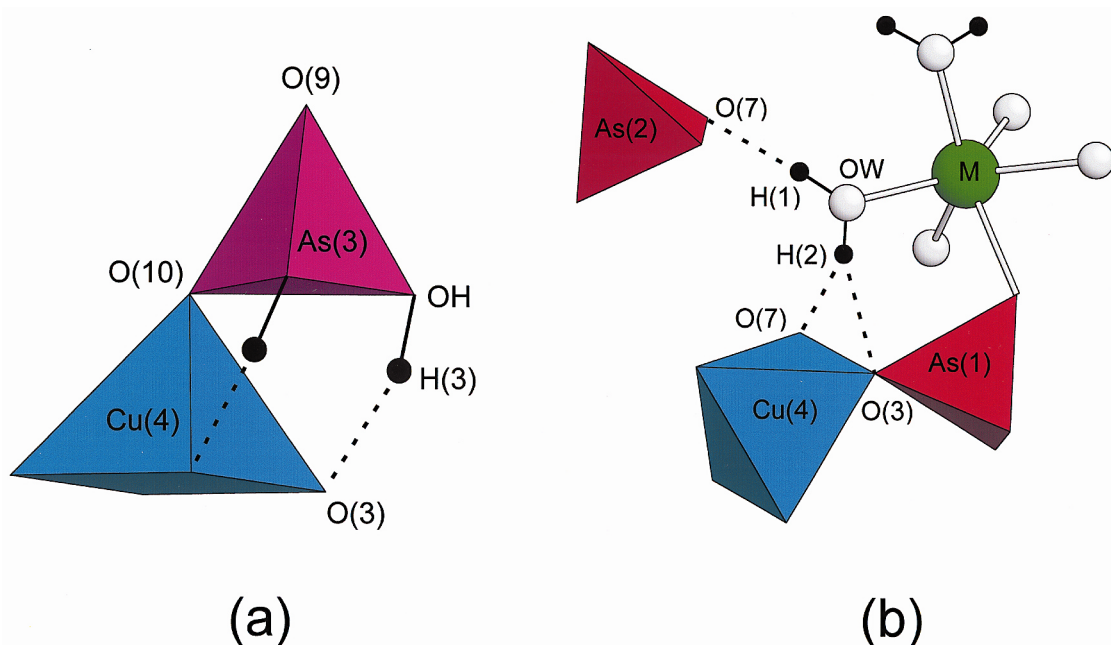 O(9)
As(3)
O(10)
OH
H(3)
Cu(4)
O(3)
(a)
O(7)
As(2)
OW
M
H(1)
H(2)
O(7)
As(1)
Cu(4)
O(3)
(b)